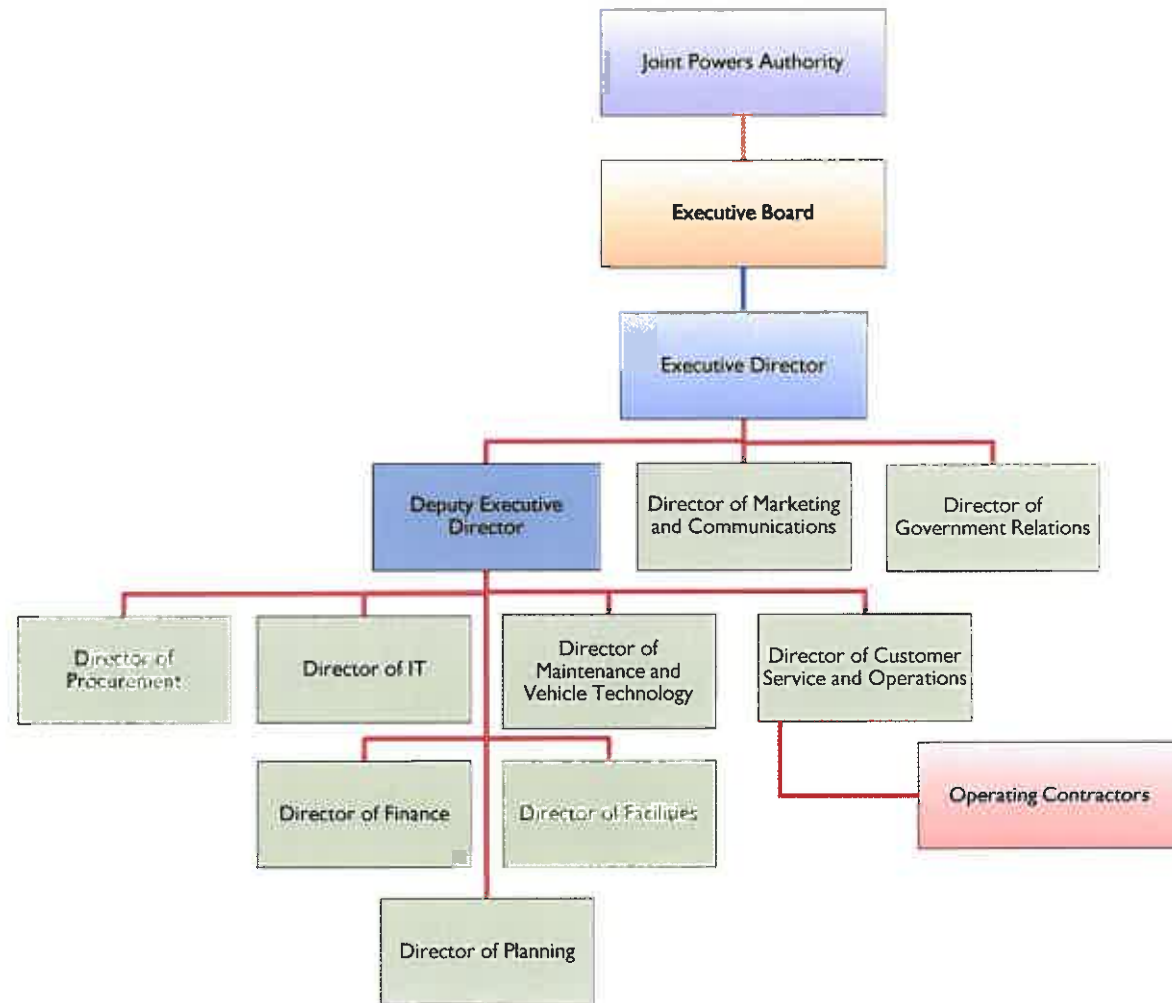 Joint Powers Authority
Executive Board
Executive Director
Deputy Executive
Director
Director of Marketing
and Communications
Director of
Government Relations
Director of
Procurement
Director of IT
Director of
Maintenance and
Vehicle Technology
Director of Customer
Service and Operations
Director of Finance
Director of Facilities
Operating Contractors
Director of Planning